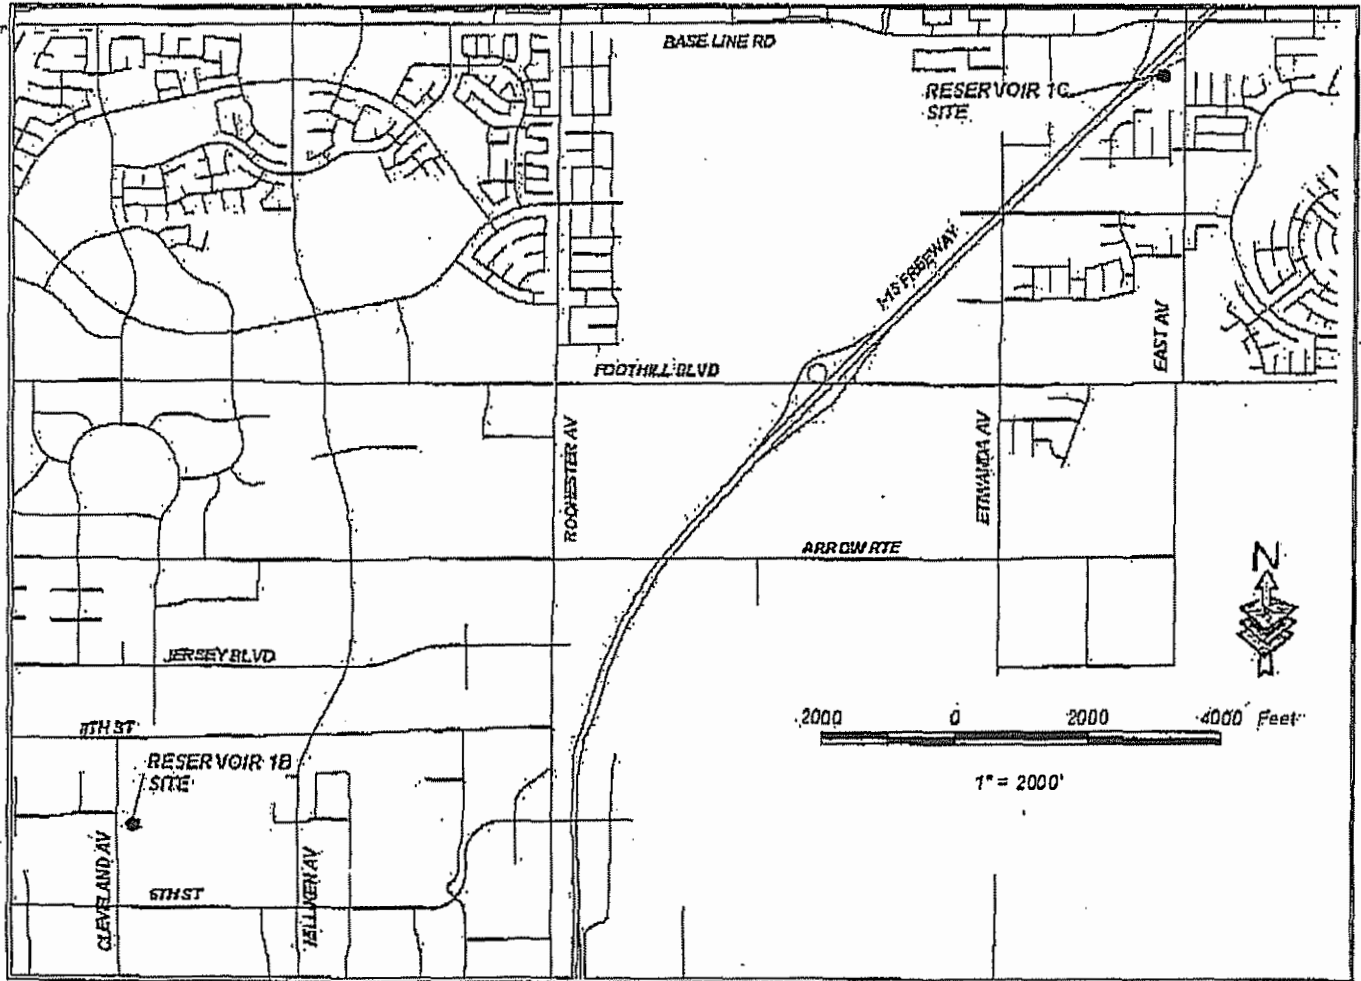 BASE LINE RD
RESERVOIR 1C
SITE
I-15 FREEWAY
EAST AV
FOOTHILL BLVD
ROCHESTER AV
ETIWANDA AV
ARROW RTE
N
JERSEY BLVD
8TH ST
2000 0 2000 4000 Feet
RESERVOIR 1B
SITE
1" = 2000'
CLEVELAND AV
6TH ST
MILLIKEN AV